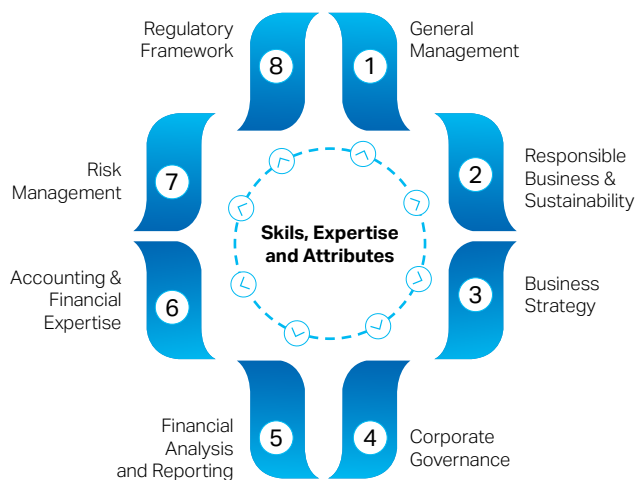 Regulatory
Framework
8
1
General
Management
Risk
Management
7
2
Responsible
Business &
Sustainability
Skils, Expertise
and Attributes
Accounting &
Financial
Expertise
6
3
Business
Strategy
Financial
Analysis
and Reporting
5
4
Corporate
Governance